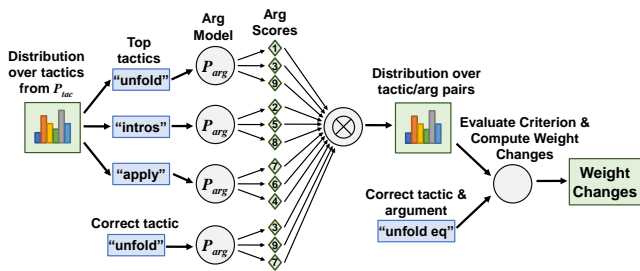 Distribution
over tactics
from P_tac
Top
tactics
Arg
Model
Arg
Scores
"unfold"
P_arg
1
3
9
"intros"
P_arg
2
5
8
"apply"
P_arg
7
6
4
Correct tactic
"unfold"
P_arg
3
9
7
⊗
Distribution over
tactic/arg pairs
Evaluate Criterion &
Compute Weight
Changes
Correct tactic &
argument
"unfold eq"
Weight
Changes